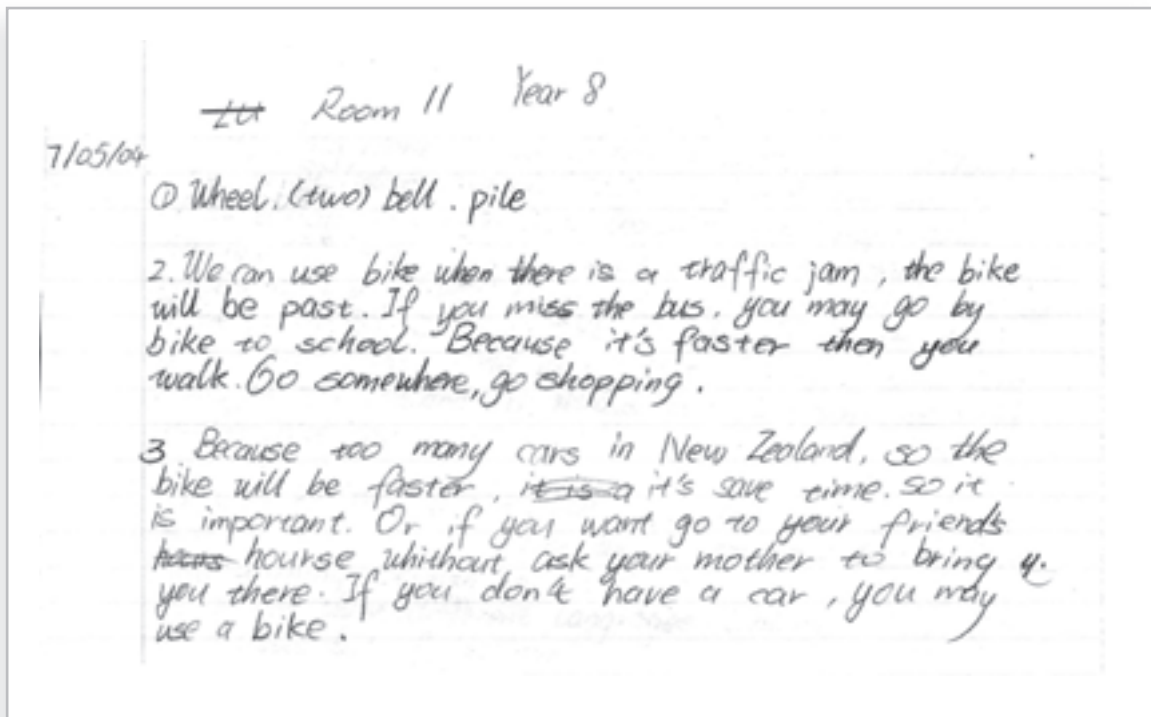 Room 11 Year 8
7/05/04
① Wheel. (two) bell. pile
2. We can use bike when there is a traffic jam, the bike
will be past. If you miss the bus. you may go by
bike to school. Because it's faster then you
walk. Go somewhere, go shopping.
3 Because too many cars in New Zealand, so the
bike will be faster, it's save time. so it
is important. Or if you want go to your friends
hourse whithout ask your mother to bring
you there. If you don't have a car, you may
use a bike.